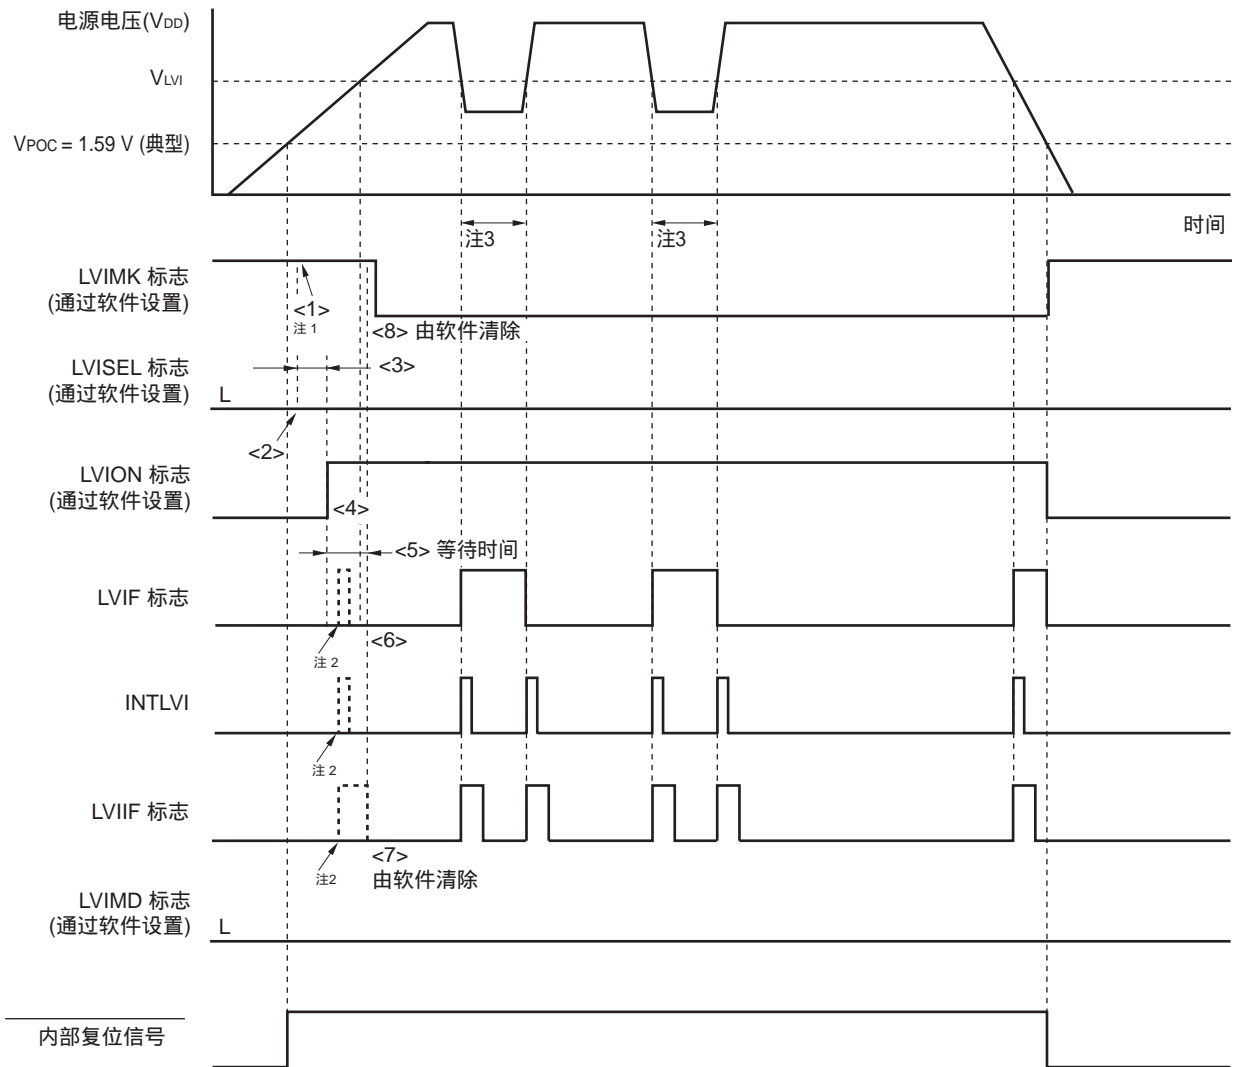 电源电压(VDD)
VLVI
VPOC = 1.59 V (典型)
时间
注3
注3
LVIMK 标志
(通过软件设置)
<1>
注 1
<8> 由软件清除
LVISEL 标志
(通过软件设置)
L
<3>
<2>
LVION 标志
(通过软件设置)
<4>
<5> 等待时间
LVIF 标志
注 2
<6>
INTLVI
注 2
LVIIF 标志
注2
<7>
由软件清除
LVIMD 标志
(通过软件设置)
L
内部复位信号